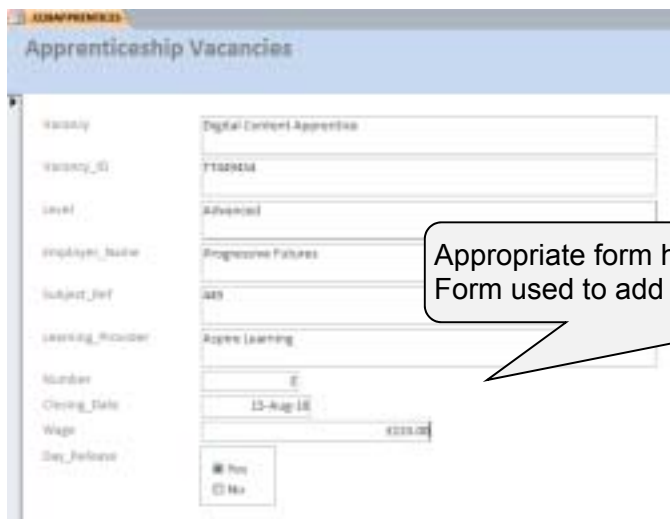 Apprenticeship Vacancies
Vacancy
Digital Content Apprentice
Vacancy_ID
Level
Advanced
Employer_Name
Progressive Futures
Subject_Ref
Learning_Provider
Aspire Learning
Number
Closing_Date
Wage
Day_Release
Yes
No
Appropriate form h
Form used to add